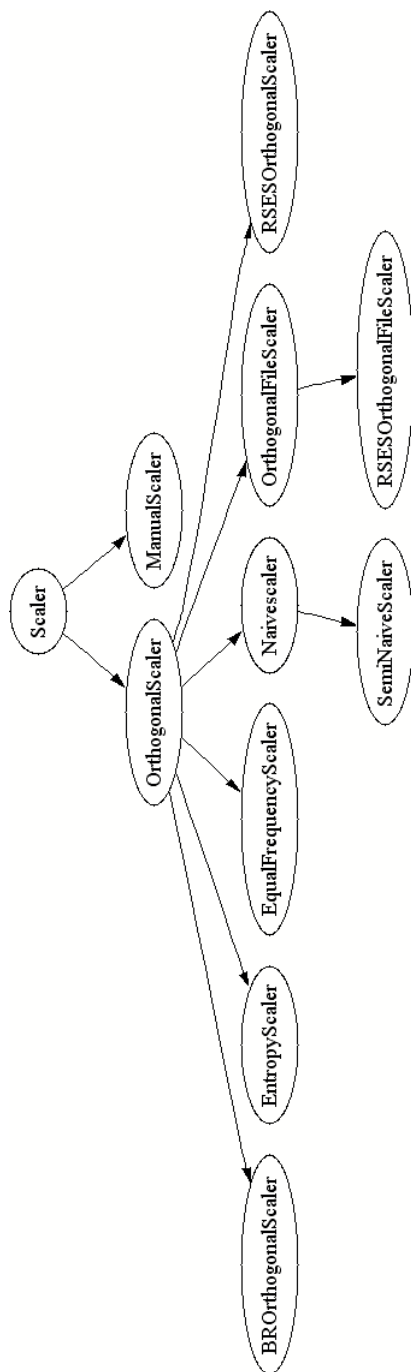 Scaler
OrthogonalScaler
ManualScaler
BROrthogonalScaler
EntropyScaler
EqualFrequencyScaler
Naivescaler
OrthogonalFileScaler
RSESOrthogonalScaler
SemiNaiveScaler
RSESOrthogonalFileScaler